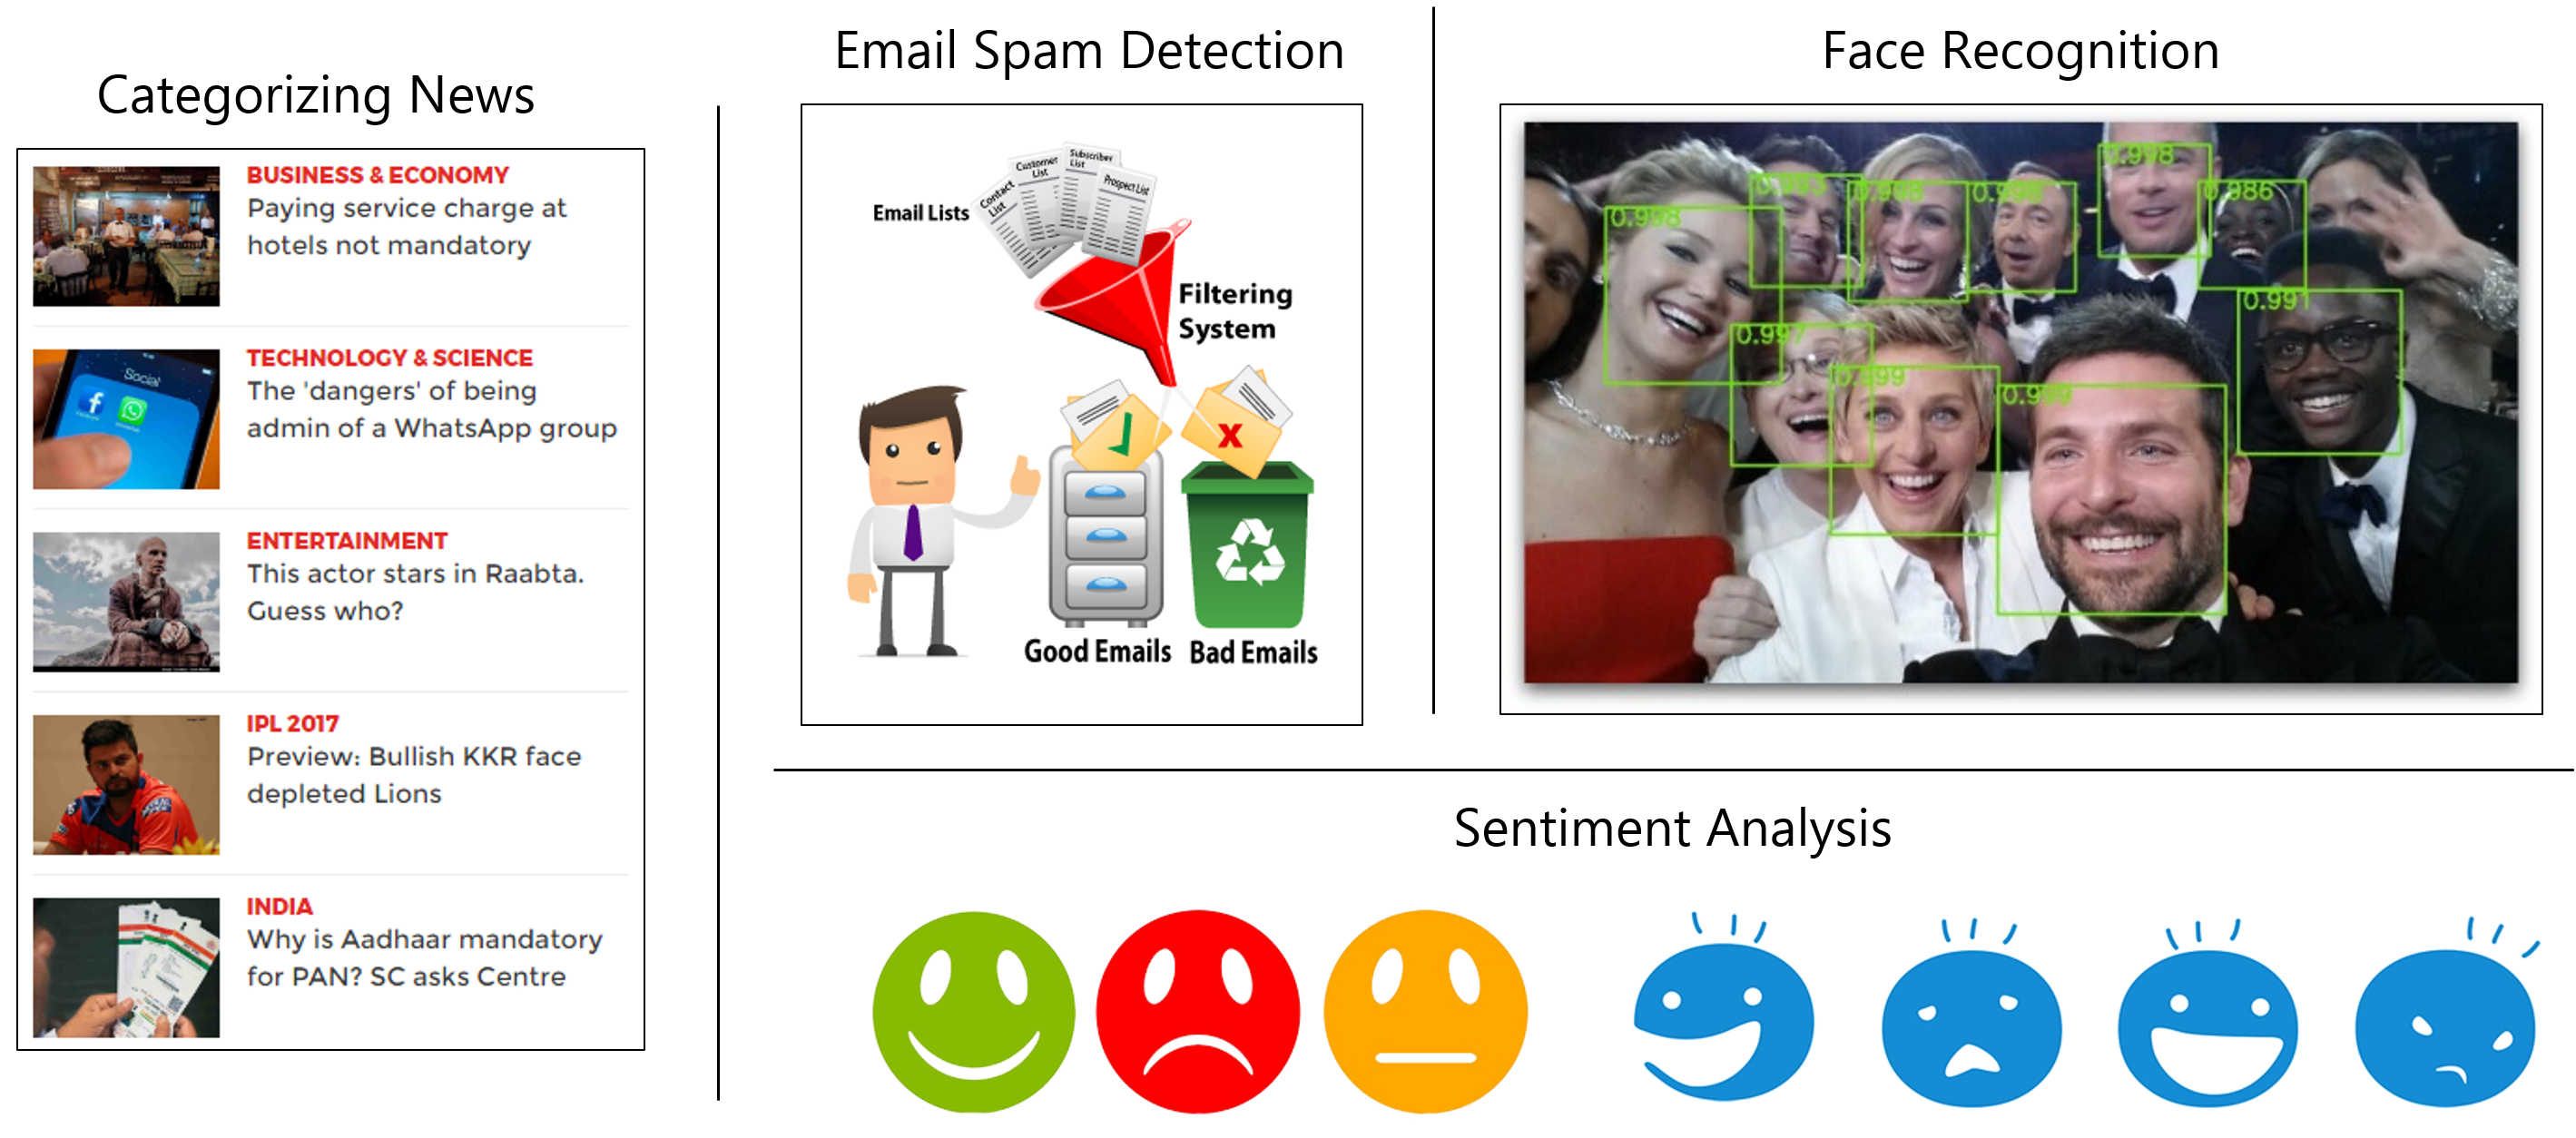 Categorizing News
BUSINESS & ECONOMY
Paying service charge at
hotels not mandatory
TECHNOLOGY & SCIENCE
The 'dangers' of being
admin of a WhatsApp group
ENTERTAINMENT
This actor stars in Raabta.
Guess who?
IPL 2017
Preview: Bullish KKR face
depleted Lions
INDIA
Why is Aadhaar mandatory
for PAN? SC asks Centre
Social
Email Spam Detection
Email Lists
Contact
List
Customer
List
Subscriber
List
Prospect List
Filtering
System
X
Good Emails
Bad Emails
Face Recognition
0.998
0.998
0.998
0.986
0.991
0.997
0.999
0.999
Sentiment Analysis